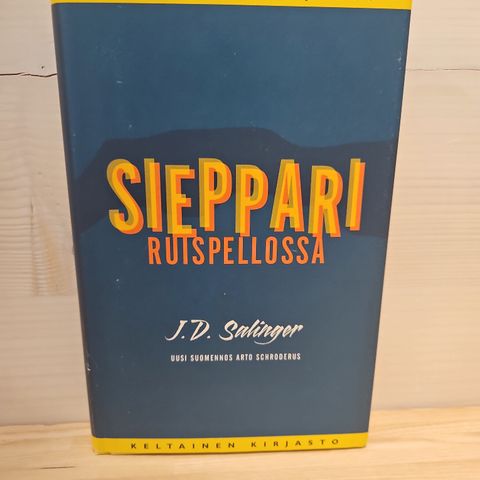 SIEPPARI
RUISPELLOSSA
J.D. Salinger
UUSI SUOMENNOS ARTO SCHRODERUS
KELTAINEN KIRJASTO